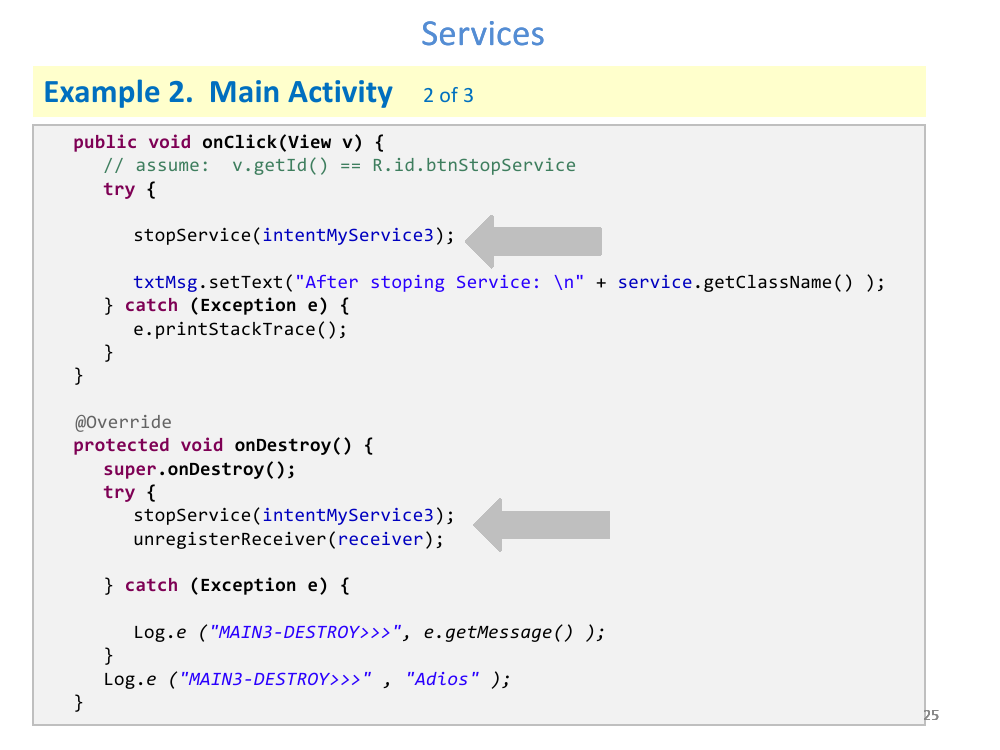 Services
Example 2. Main Activity 2 of 3
public void onClick(View v) {
// assume: v.getId() == R.id.btnStopService
try {
stopService(intentMyService3);
txtMsg.setText("After stoping Service: \n" + service.getClassName() );
} catch (Exception e) {
e.printStackTrace();
}
}
@Override
protected void onDestroy() {
super.onDestroy();
try {
stopService(intentMyService3);
unregisterReceiver(receiver);
} catch (Exception e) {
Log.e ("MAIN3-DESTROY>>>", e.getMessage() );
}
Log.e ("MAIN3-DESTROY>>>" , "Adios" );
}
25